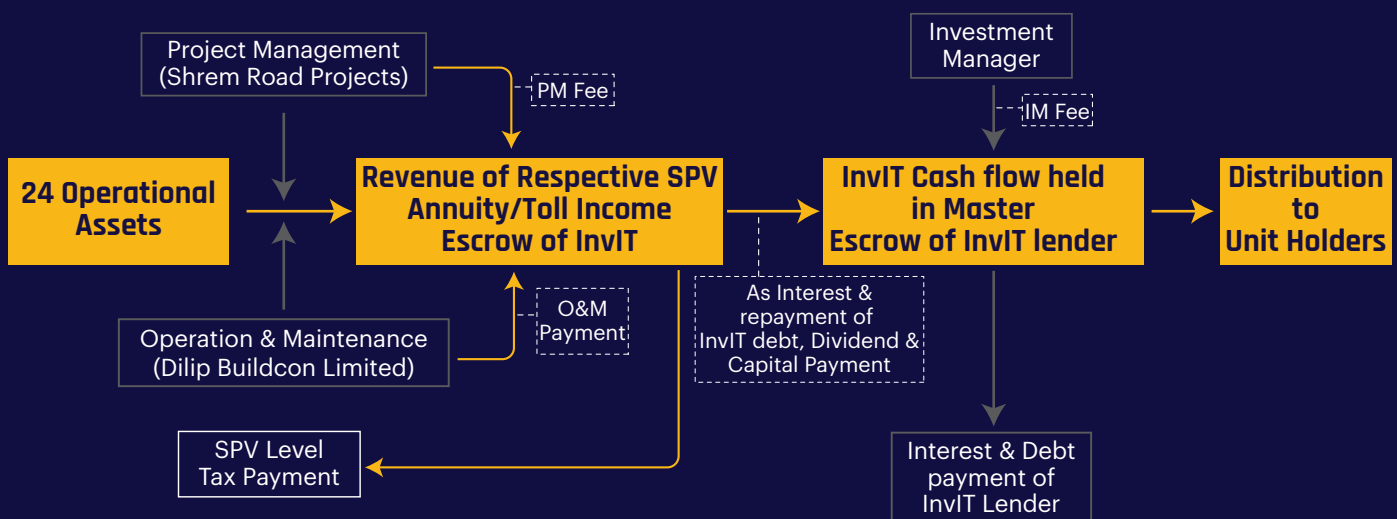 Project Management
(Shrem Road Projects)
PM Fee
Investment
Manager
IM Fee
24 Operational
Assets
Revenue of Respective SPV
Annuity/Toll Income
Escrow of InvIT
InvIT Cash flow held
in Master
Escrow of InvIT lender
Distribution
to
Unit Holders
Operation & Maintenance
(Dilip Buildcon Limited)
O&M
Payment
As Interest &
repayment of
InvIT debt, Dividend &
Capital Payment
SPV Level
Tax Payment
Interest & Debt
payment of
InvIT Lender